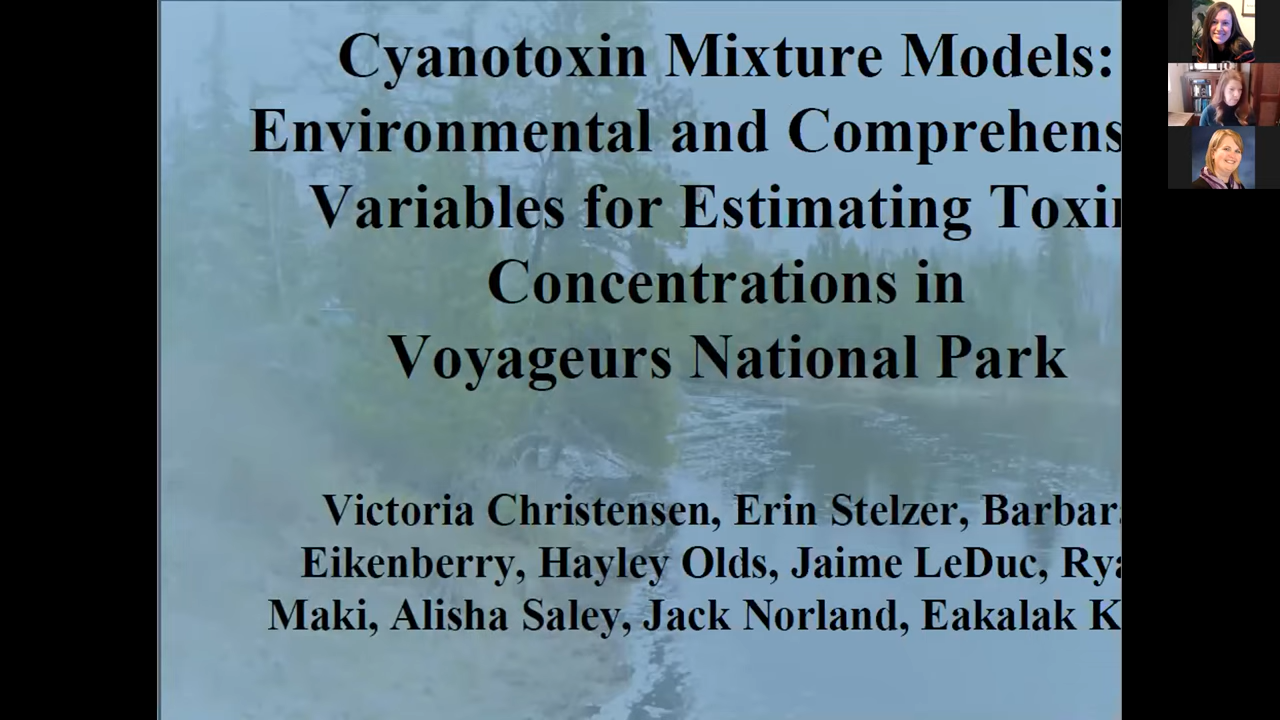 Cyanotoxin Mixture Models:
Environmental and Comprehens
Variables for Estimating Toxi
Concentrations in
Voyageurs National Park
Victoria Christensen, Erin Stelzer, Barbar
Eikenberry, Hayley Olds, Jaime LeDuc, Rya
Maki, Alisha Saley, Jack Norland, Eakalak K